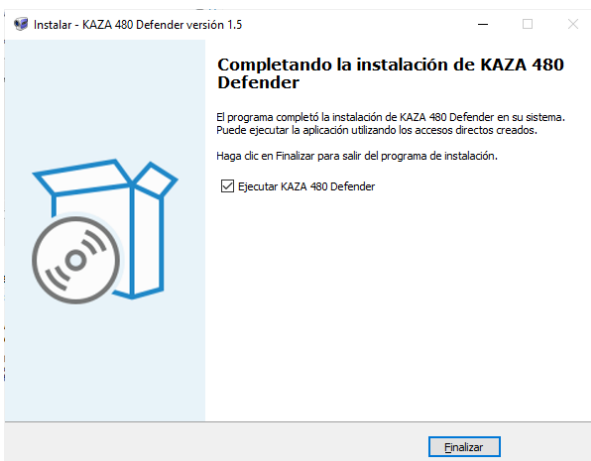 Instalar - KAZA 480 Defender versión 1.5
Completando la instalación de KAZA 480
Defender
El programa completó la instalación de KAZA 480 Defender en su sistema.
Puede ejecutar la aplicación utilizando los accesos directos creados.
Haga clic en Finalizar para salir del programa de instalación.
Ejecutar KAZA 480 Defender
Finalizar